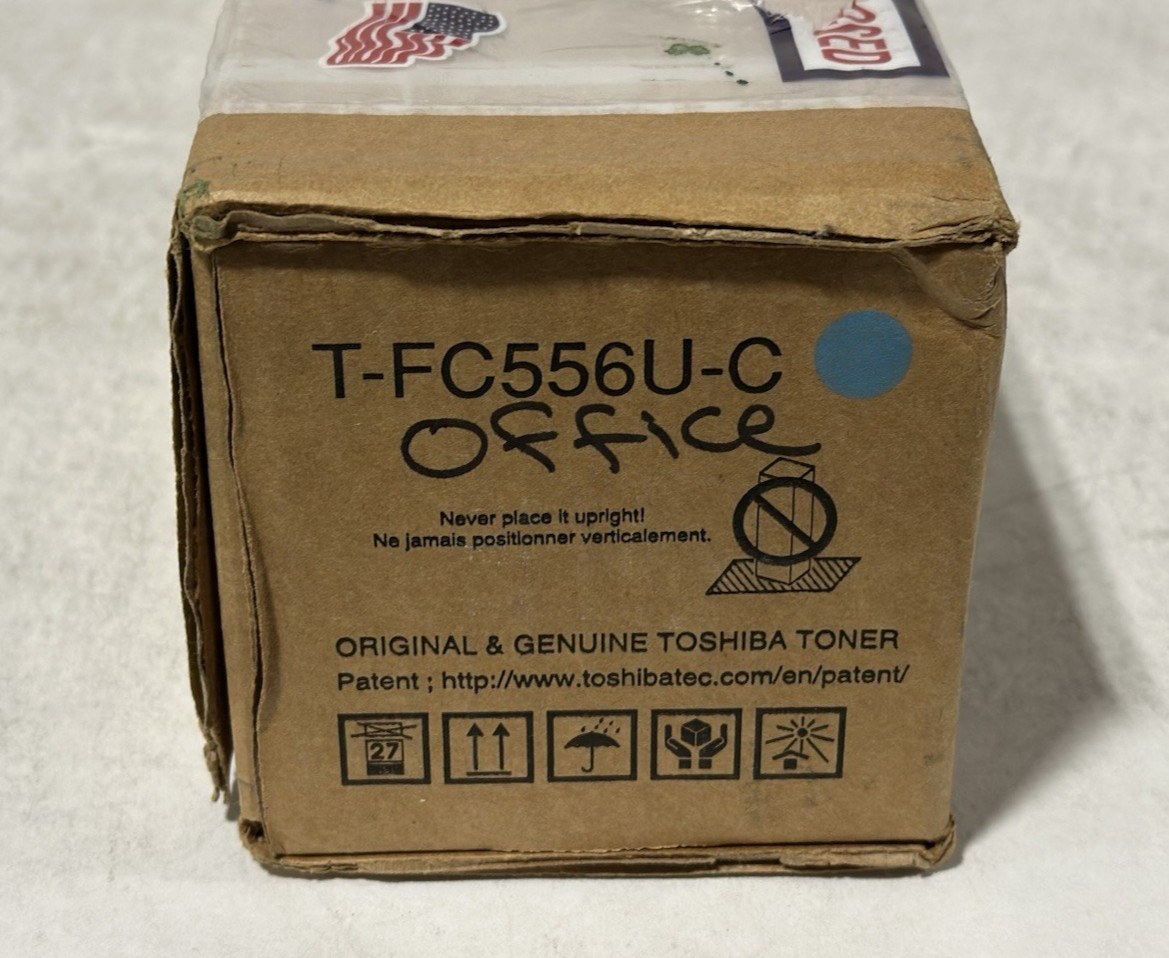 T-FC556U-C
office
Never place it upright!
Ne jamais positionner verticalement.
ORIGINAL & GENUINE TOSHIBA TONER
Patent ; http://www.toshibatec.com/en/patent/
27